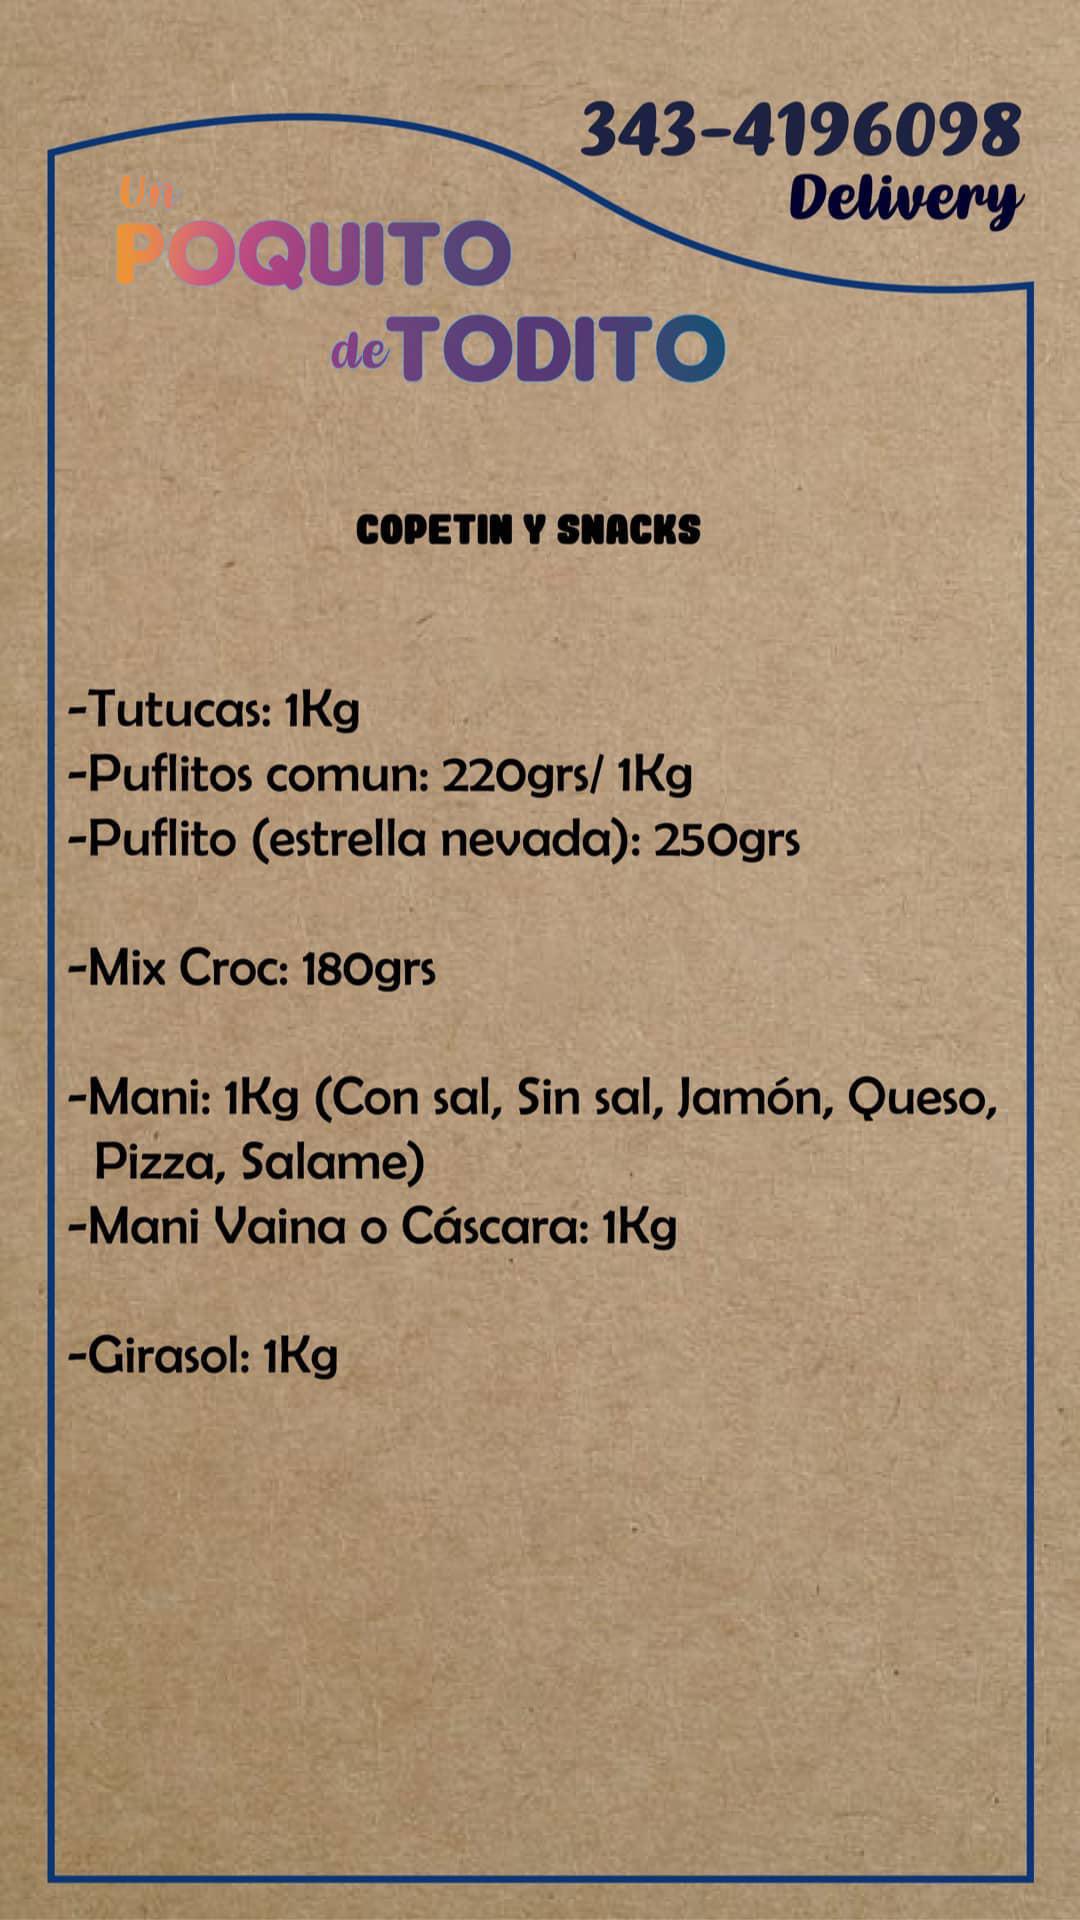 343-4196098
Delivery
Un
POQUITO
de TODITO
COPETIN Y SNACKS
-Tutucas: 1Kg
-Puflitos comun: 220grs/ 1Kg
-Puflito (estrella nevada): 250grs
-Mix Croc: 180grs
-Mani: 1Kg (Con sal, Sin sal, Jamón, Queso,
Pizza, Salame)
-Mani Vaina o Cáscara: 1Kg
-Girasol: 1Kg